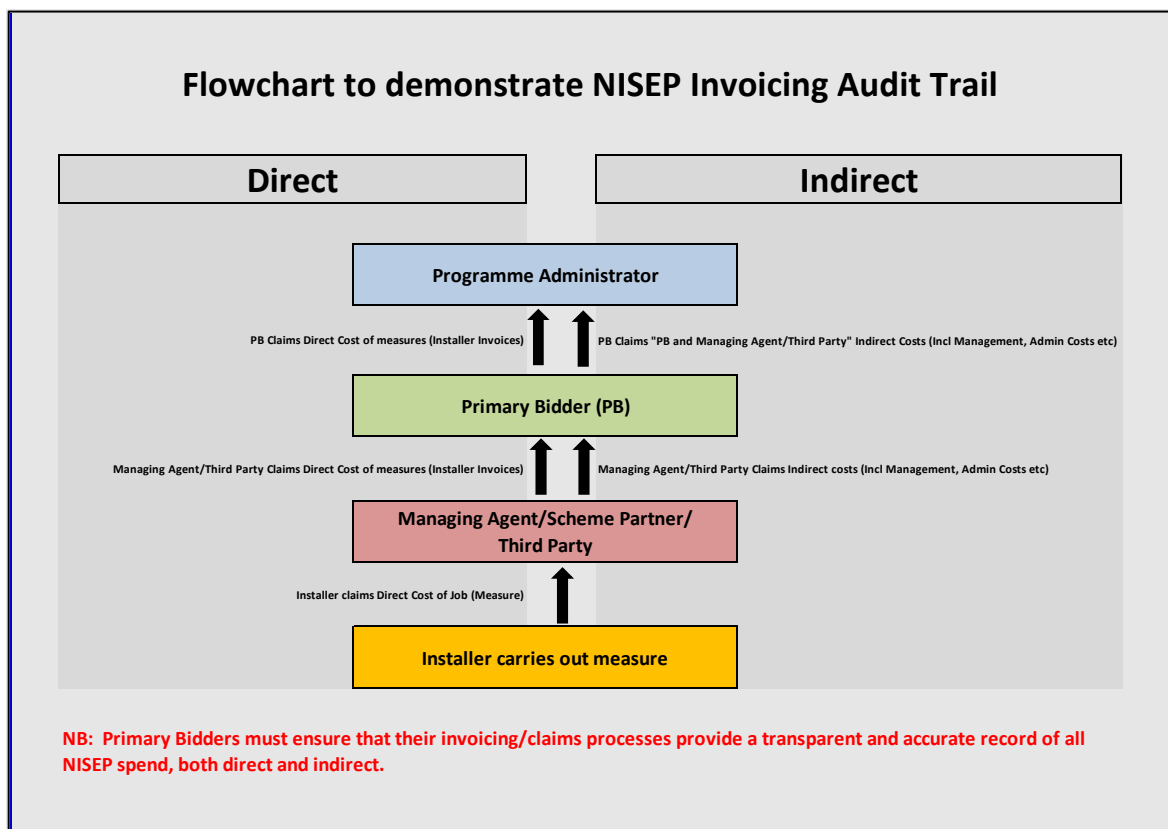 Flowchart to demonstrate NISEP Invoicing Audit Trail
Direct
Indirect
Programme Administrator
PB Claims Direct Cost of measures (Installer Invoices)
PB Claims "PB and Managing Agent/Third Party" Indirect Costs (Incl Management, Admin Costs etc)
Primary Bidder (PB)
Managing Agent/Third Party Claims Direct Cost of measures (Installer Invoices)
Managing Agent/Third Party Claims Indirect costs (Incl Management, Admin Costs etc)
Managing Agent/Scheme Partner/
Third Party
Installer claims Direct Cost of Job (Measure)
Installer carries out measure
NB:  Primary Bidders must ensure that their invoicing/claims processes provide a transparent and accurate record of all
NISEP spend, both direct and indirect.